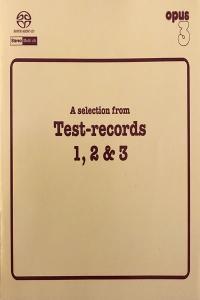 opus
3
A selection from
Test-records
1, 2 & 3